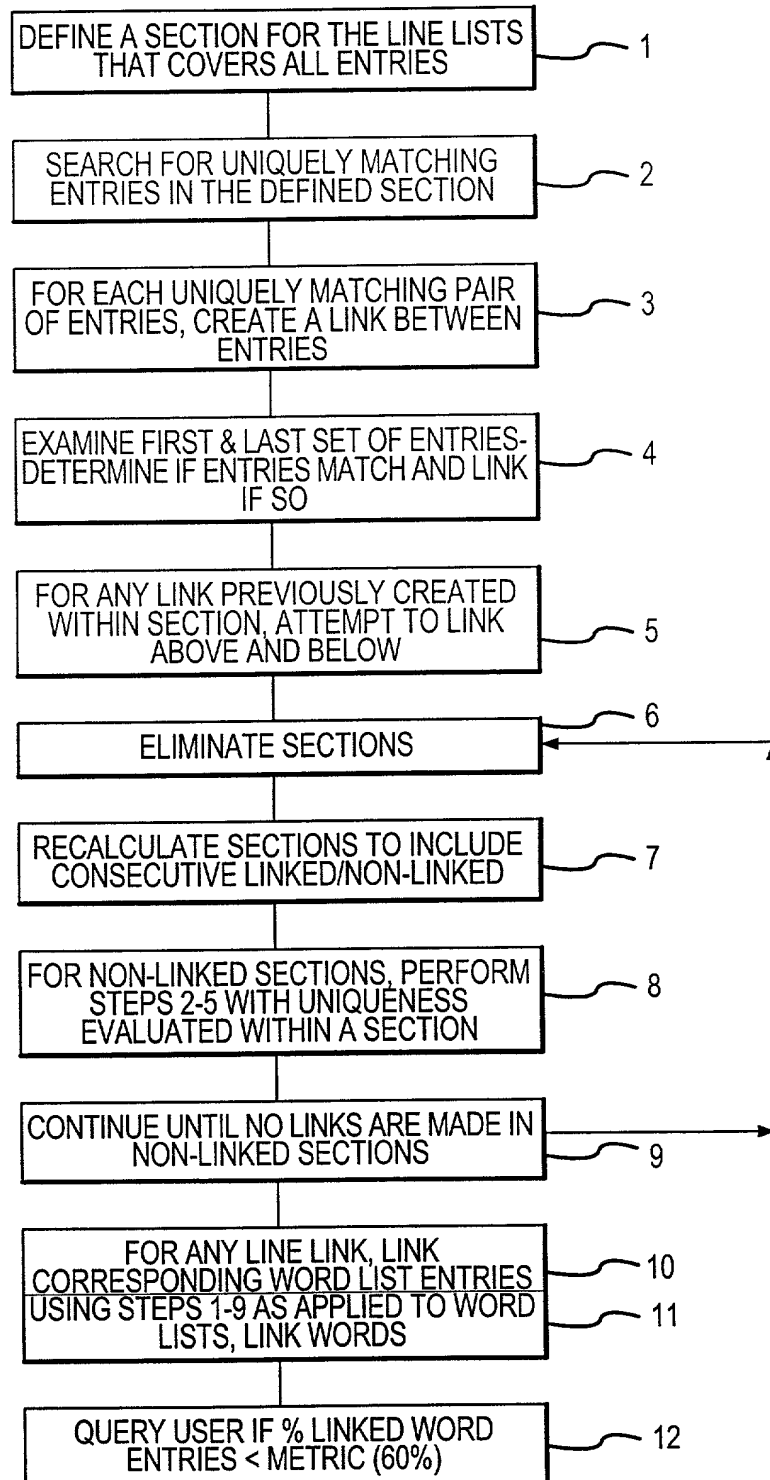 DEFINE A SECTION FOR THE LINE LISTS
THAT COVERS ALL ENTRIES
1
SEARCH FOR UNIQUELY MATCHING
ENTRIES IN THE DEFINED SECTION
2
FOR EACH UNIQUELY MATCHING PAIR
OF ENTRIES, CREATE A LINK BETWEEN
ENTRIES
3
EXAMINE FIRST & LAST SET OF ENTRIES-
DETERMINE IF ENTRIES MATCH AND LINK
IF SO
4
FOR ANY LINK PREVIOUSLY CREATED
WITHIN SECTION, ATTEMPT TO LINK
ABOVE AND BELOW
5
6
ELIMINATE SECTIONS
RECALCULATE SECTIONS TO INCLUDE
CONSECUTIVE LINKED/NON-LINKED
7
FOR NON-LINKED SECTIONS, PERFORM
STEPS 2-5 WITH UNIQUENESS
EVALUATED WITHIN A SECTION
8
CONTINUE UNTIL NO LINKS ARE MADE IN
NON-LINKED SECTIONS
9
FOR ANY LINE LINK, LINK
CORRESPONDING WORD LIST ENTRIES
10
USING STEPS 1-9 AS APPLIED TO WORD
LISTS, LINK WORDS
11
QUERY USER IF % LINKED WORD
ENTRIES < METRIC (60%)
12